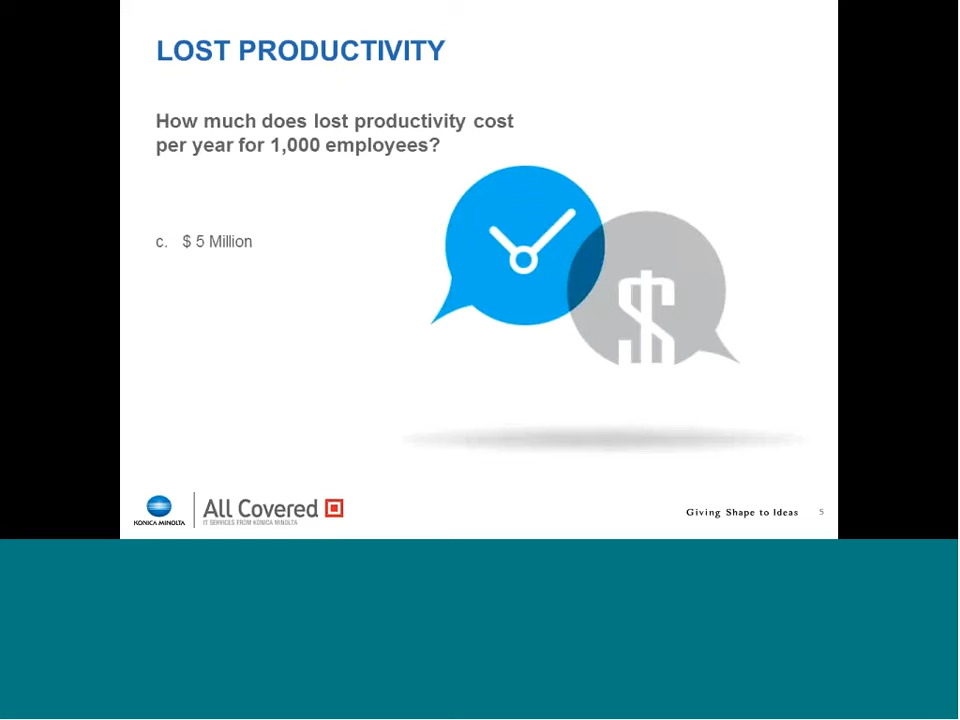 LOST PRODUCTIVITY
How much does lost productivity cost
per year for 1,000 employees?
c. $ 5 Million
$
KONICA MINOLTA
All Covered
IT SERVICES FROM KONICA MINOLTA
Giving Shape to Ideas 5